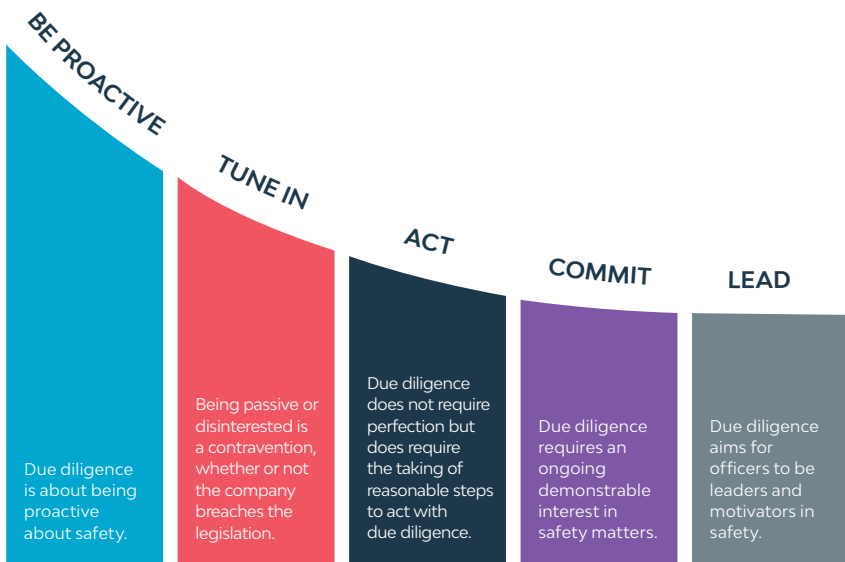 BE PROACTIVE
Due diligence
is about being
proactive
about safety.
TUNE IN
Being passive or
disinterested is
a contravention,
whether or not
the company
breaches the
legislation.
ACT
Due diligence
does not require
perfection but
does require
the taking of
reasonable steps
to act with
due diligence.
COMMIT
Due diligence
requires an
ongoing
demonstrable
interest in
safety matters.
LEAD
Due diligence
aims for
officers to be
leaders and
motivators in
safety.